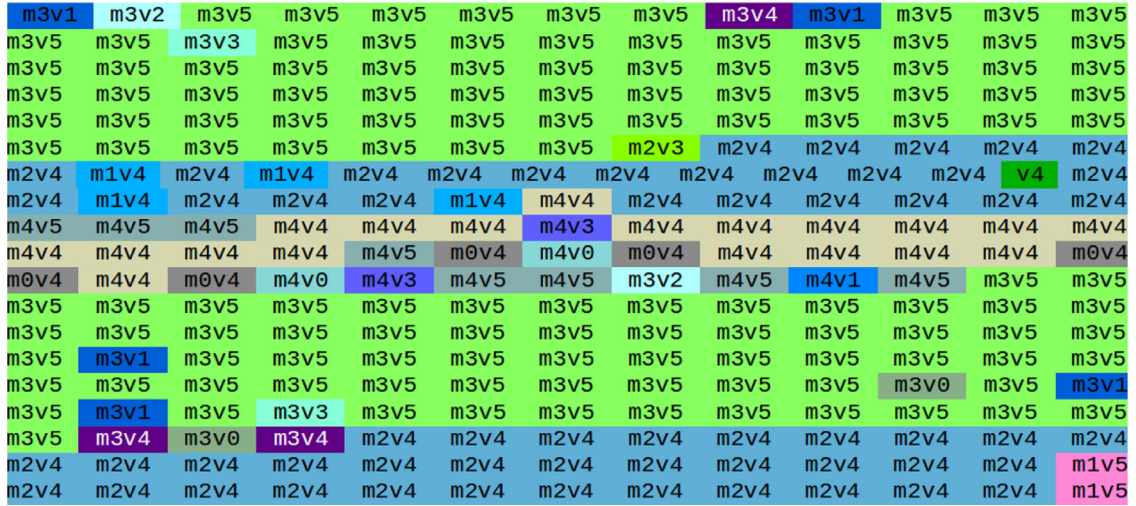 m3v1 m3v2 m3v5 m3v5 m3v5 m3v5 m3v5 m3v5 m3v4 m3v1 m3v5 m3v5 m3v5
m3v5 m3v5 m3v3 m3v5 m3v5 m3v5 m3v5 m3v5 m3v5 m3v5 m3v5 m3v5 m3v5
m3v5 m3v5 m3v5 m3v5 m3v5 m3v5 m3v5 m3v5 m3v5 m3v5 m3v5 m3v5 m3v5
m3v5 m3v5 m3v5 m3v5 m3v5 m3v5 m3v5 m3v5 m3v5 m3v5 m3v5 m3v5 m3v5
m3v5 m3v5 m3v5 m3v5 m3v5 m3v5 m3v5 m3v5 m3v5 m3v5 m3v5 m3v5 m3v5
m3v5 m3v5 m3v5 m3v5 m3v5 m3v5 m3v5 m2v3 m2v4 m2v4 m2v4 m2v4 m2v4
m2v4 m1v4 m2v4 m1v4 m2v4 m2v4 m2v4 m2v4 m2v4 m2v4 m2v4 m2v4 v4 m2v4
m2v4 m1v4 m2v4 m2v4 m2v4 m1v4 m4v4 m2v4 m2v4 m2v4 m2v4 m2v4 m2v4
m4v5 m4v5 m4v5 m4v4 m4v4 m4v4 m4v3 m4v4 m4v4 m4v4 m4v4 m4v4 m4v4
m4v4 m4v4 m4v4 m4v4 m4v5 m0v4 m4v0 m0v4 m4v4 m4v4 m4v4 m4v4 m0v4
m0v4 m4v4 m0v4 m4v0 m4v3 m4v5 m4v5 m3v2 m4v5 m4v1 m4v5 m3v5 m3v5
m3v5 m3v5 m3v5 m3v5 m3v5 m3v5 m3v5 m3v5 m3v5 m3v5 m3v5 m3v5 m3v5
m3v5 m3v5 m3v5 m3v5 m3v5 m3v5 m3v5 m3v5 m3v5 m3v5 m3v5 m3v5 m3v5
m3v5 m3v1 m3v5 m3v5 m3v5 m3v5 m3v5 m3v5 m3v5 m3v5 m3v5 m3v5 m3v5
m3v5 m3v5 m3v5 m3v5 m3v5 m3v5 m3v5 m3v5 m3v5 m3v5 m3v0 m3v5 m3v1
m3v5 m3v1 m3v5 m3v3 m3v5 m3v5 m3v5 m3v5 m3v5 m3v5 m3v5 m3v5 m3v5
m3v5 m3v4 m3v0 m3v4 m2v4 m2v4 m2v4 m2v4 m2v4 m2v4 m2v4 m2v4 m2v4
m2v4 m2v4 m2v4 m2v4 m2v4 m2v4 m2v4 m2v4 m2v4 m2v4 m2v4 m2v4 m1v5
m2v4 m2v4 m2v4 m2v4 m2v4 m2v4 m2v4 m2v4 m2v4 m2v4 m2v4 m2v4 m1v5